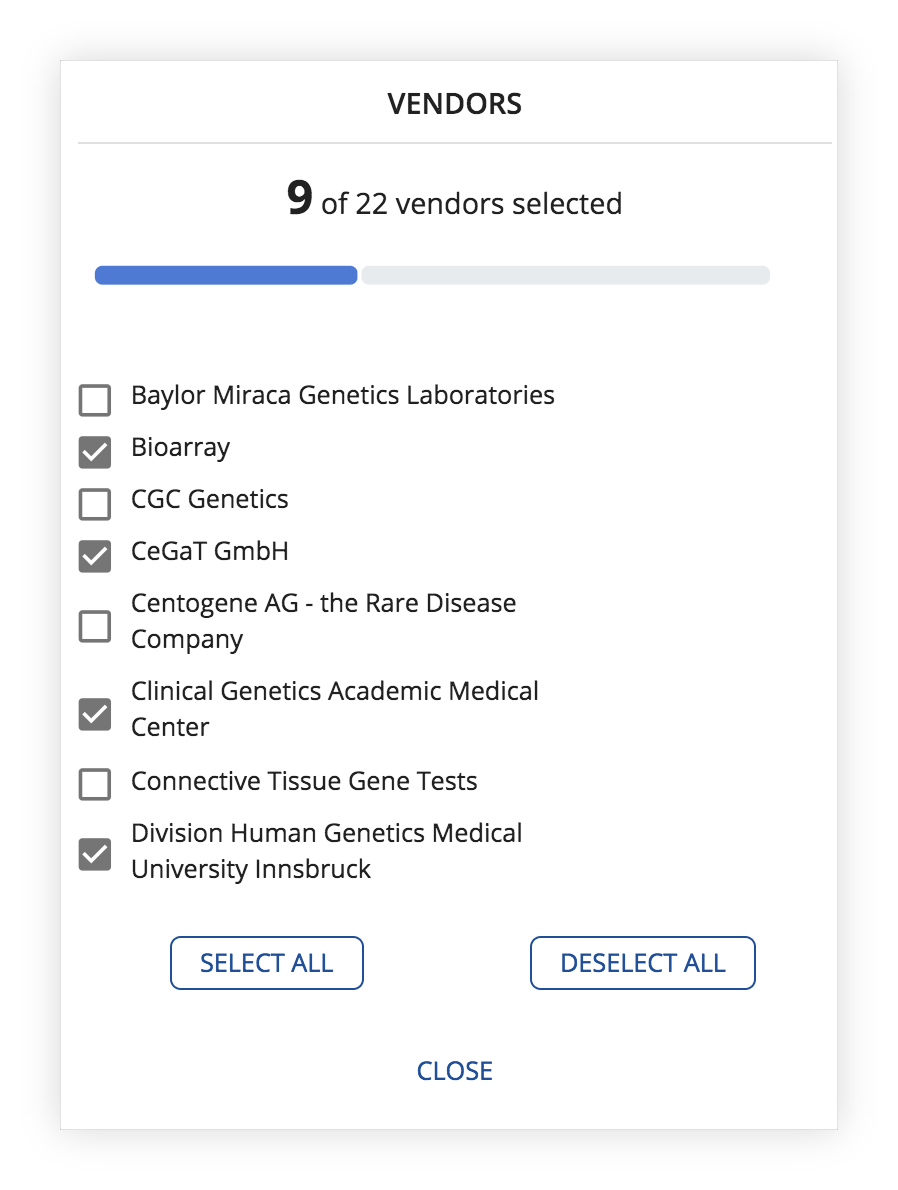 VENDORS
9 of 22 vendors selected
Baylor Miraca Genetics Laboratories
Bioarray
CGC Genetics
CeGaT GmbH
Centogene AG - the Rare Disease
Company
Clinical Genetics Academic Medical
Center
Connective Tissue Gene Tests
Division Human Genetics Medical
University Innsbruck
SELECT ALL
DESELECT ALL
CLOSE